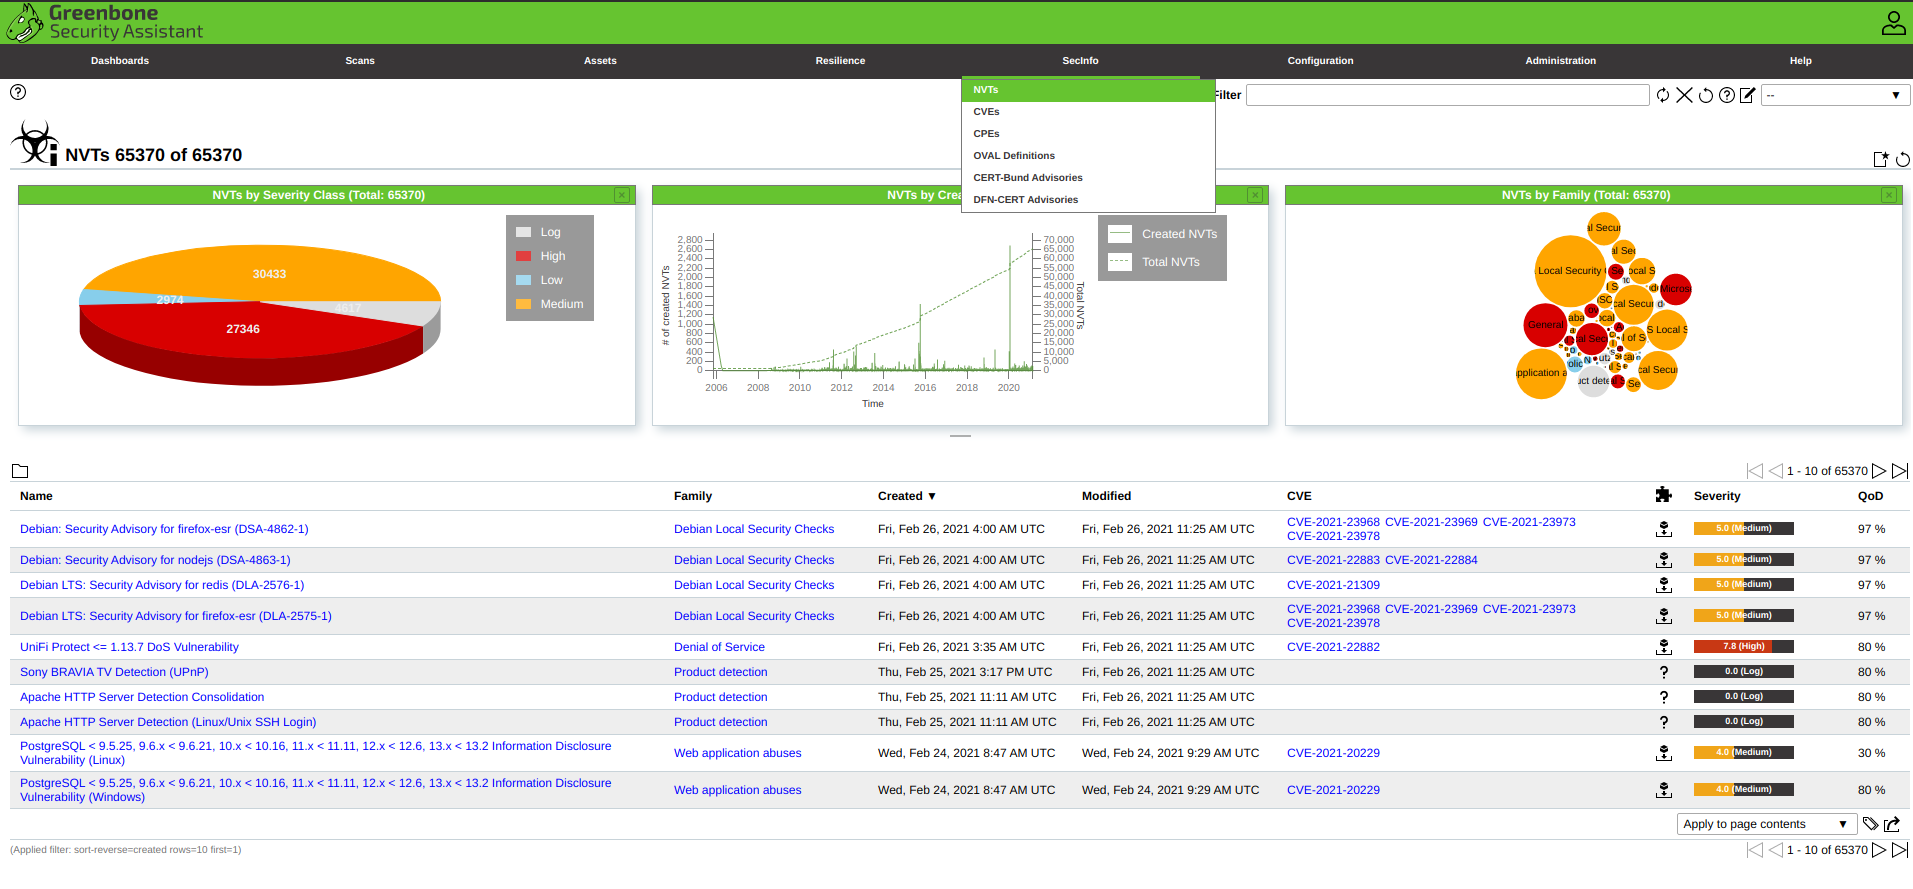 Greenbone
Security Assistant
Dashboards Scans Assets Resilience SecInfo Configuration Administration Help
NVTs
CVEs
CPEs
OVAL Definitions
CERT-Bund Advisories
DFN-CERT Advisories
Filter
--
NVTs 65370 of 65370
NVTs by Severity Class (Total: 65370)
30433
2974
4617
27346
Log
High
Low
Medium
NVTs by Crea
# of created NVTs
2,800
2,600
2,400
2,200
2,000
1,800
1,600
1,400
1,200
1,000
800
600
400
200
0
70,000
65,000
60,000
55,000
50,000
45,000
40,000
35,000
30,000
25,000
20,000
15,000
10,000
5,000
0
Total NVTs
2006 2008 2010 2012 2014 2016 2018 2020
Time
Created NVTs
Total NVTs
NVTs by Family (Total: 65370)
al Secur
al Sec
Local Security
ocal S
Micros
cal Secur
General
S Local S
al Sec
of S
application a
cal Secur
uct dete
1 - 10 of 65370
Name Family Created ▼ Modified CVE Severity QoD
Debian: Security Advisory for firefox-esr (DSA-4862-1) Debian Local Security Checks Fri, Feb 26, 2021 4:00 AM UTC Fri, Feb 26, 2021 11:25 AM UTC CVE-2021-23968 CVE-2021-23969 CVE-2021-23973 5.0 (Medium) 97 %
CVE-2021-23978
Debian: Security Advisory for nodejs (DSA-4863-1) Debian Local Security Checks Fri, Feb 26, 2021 4:00 AM UTC Fri, Feb 26, 2021 11:25 AM UTC CVE-2021-22883 CVE-2021-22884 5.0 (Medium) 97 %
Debian LTS: Security Advisory for redis (DLA-2576-1) Debian Local Security Checks Fri, Feb 26, 2021 4:00 AM UTC Fri, Feb 26, 2021 11:25 AM UTC CVE-2021-21309 5.0 (Medium) 97 %
Debian LTS: Security Advisory for firefox-esr (DLA-2575-1) Debian Local Security Checks Fri, Feb 26, 2021 4:00 AM UTC Fri, Feb 26, 2021 11:25 AM UTC CVE-2021-23968 CVE-2021-23969 CVE-2021-23973 5.0 (Medium) 97 %
CVE-2021-23978
UniFi Protect <= 1.13.7 DoS Vulnerability Denial of Service Fri, Feb 26, 2021 3:35 AM UTC Fri, Feb 26, 2021 11:25 AM UTC CVE-2021-22882 7.8 (High) 80 %
Sony BRAVIA TV Detection (UPnP) Product detection Thu, Feb 25, 2021 3:17 PM UTC Fri, Feb 26, 2021 11:25 AM UTC ? 0.0 (Log) 80 %
Apache HTTP Server Detection Consolidation Product detection Thu, Feb 25, 2021 11:11 AM UTC Fri, Feb 26, 2021 11:25 AM UTC ? 0.0 (Log) 80 %
Apache HTTP Server Detection (Linux/Unix SSH Login) Product detection Thu, Feb 25, 2021 11:11 AM UTC Fri, Feb 26, 2021 11:25 AM UTC ? 0.0 (Log) 80 %
PostgreSQL < 9.5.25, 9.6.x < 9.6.21, 10.x < 10.16, 11.x < 11.11, 12.x < 12.6, 13.x < 13.2 Information Disclosure
Vulnerability (Linux) Web application abuses Wed, Feb 24, 2021 8:47 AM UTC Wed, Feb 24, 2021 9:29 AM UTC CVE-2021-20229 4.0 (Medium) 30 %
PostgreSQL < 9.5.25, 9.6.x < 9.6.21, 10.x < 10.16, 11.x < 11.11, 12.x < 12.6, 13.x < 13.2 Information Disclosure
Vulnerability (Windows) Web application abuses Wed, Feb 24, 2021 8:47 AM UTC Wed, Feb 24, 2021 9:29 AM UTC CVE-2021-20229 4.0 (Medium) 80 %
Apply to page contents ▼
(Applied filter: sort-reverse=created rows=10 first=1)
1 - 10 of 65370